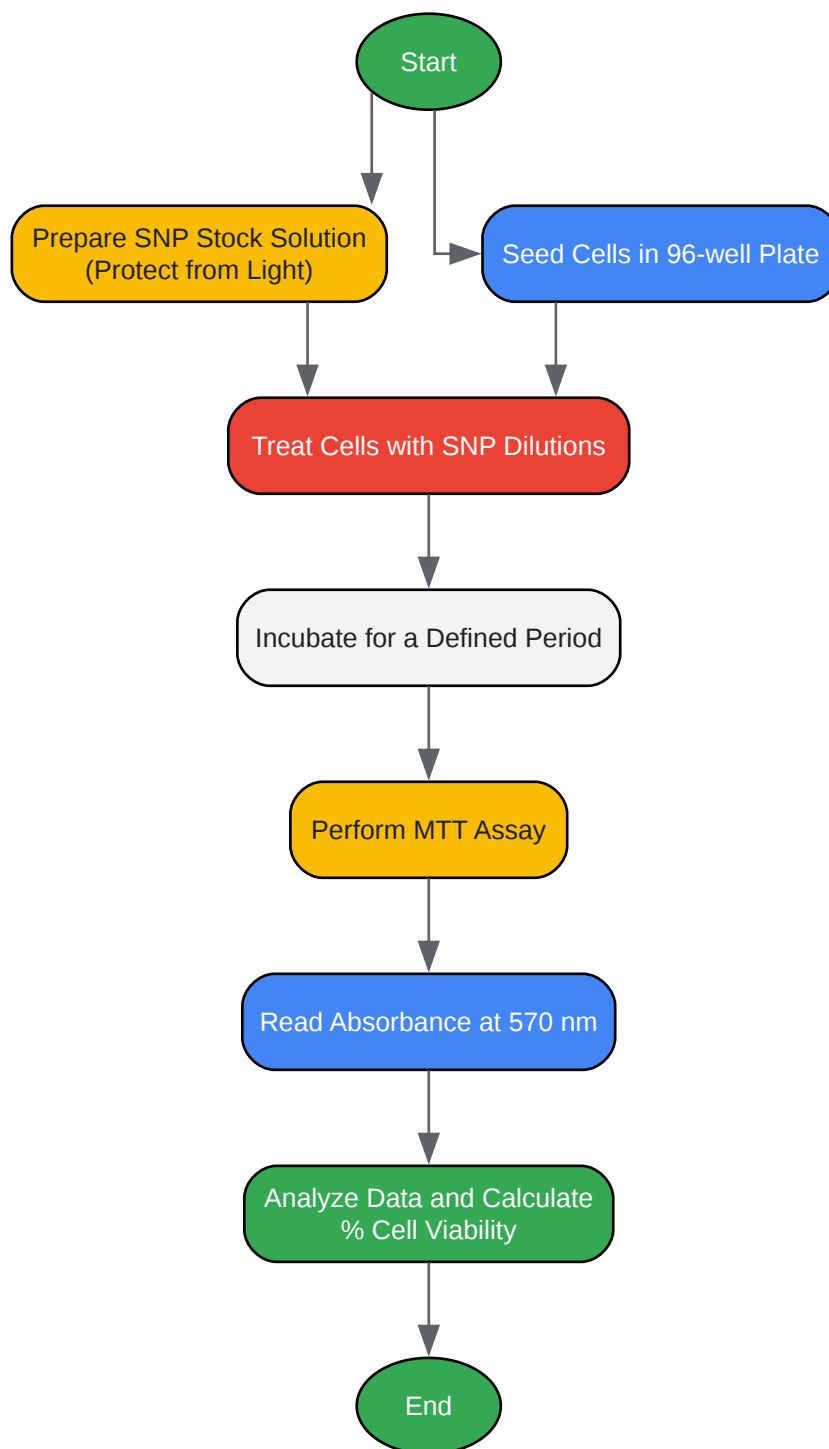 Start
Prepare SNP Stock Solution
(Protect from Light)
Seed Cells in 96-well Plate
Treat Cells with SNP Dilutions
Incubate for a Defined Period
Perform MTT Assay
Read Absorbance at 570 nm
Analyze Data and Calculate
% Cell Viability
End